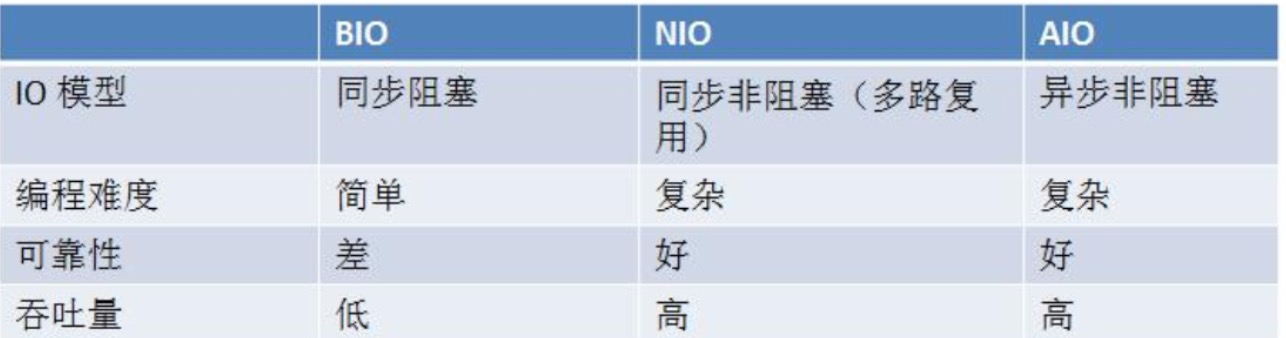 BIO NIO AIO
IO 模型 同步阻塞 同步非阻塞（多路复用） 异步非阻塞
编程难度 简单 复杂 复杂
可靠性 差 好 好
吞吐量 低 高 高